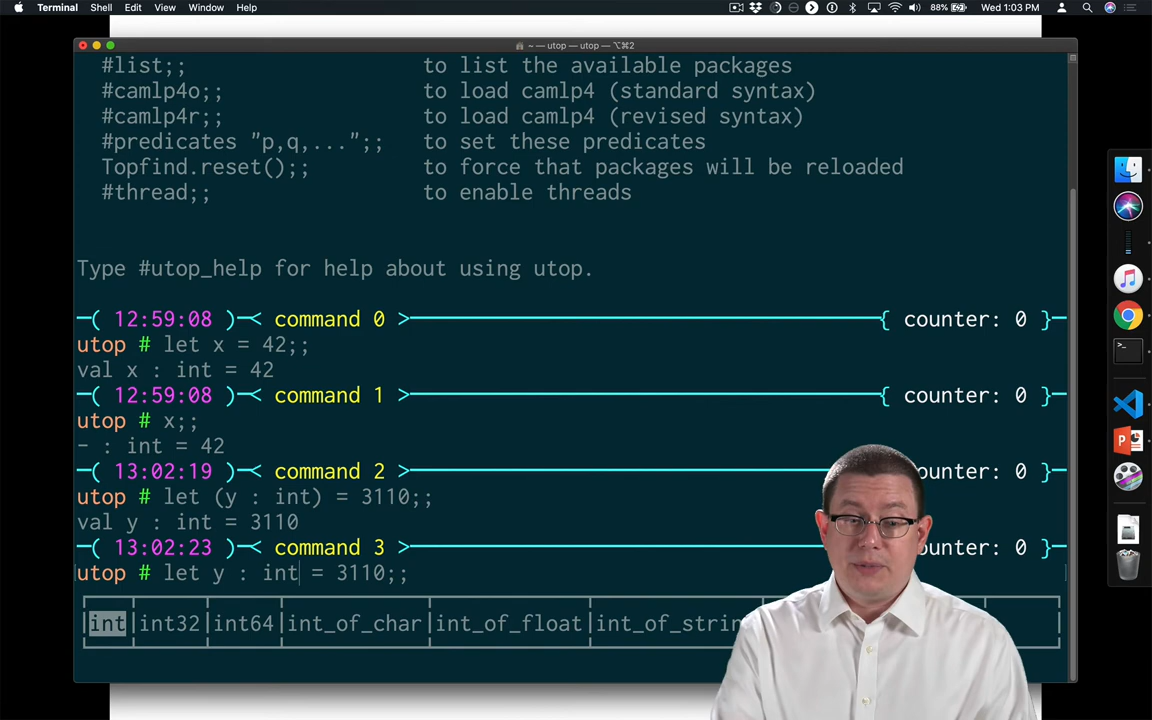 Terminal Shell Edit View Window Help 88% Wed 1:03 PM
~ — utop — utop — ⌥⌘2
#list;; to list the available packages
#camlp4o;; to load camlp4 (standard syntax)
#camlp4r;; to load camlp4 (revised syntax)
#predicates "p,q,...";; to set these predicates
Topfind.reset();; to force that packages will be reloaded
#thread;; to enable threads
Type #utop_help for help about using utop.
─( 12:59:08 )─< command 0 >─{ counter: 0 }─
utop # let x = 42;;
val x : int = 42
─( 12:59:08 )─< command 1 >─{ counter: 0 }─
utop # x;;
- : int = 42
─( 13:02:19 )─< command 2 >─{ counter: 0 }─
utop # let (y : int) = 3110;;
val y : int = 3110
─( 13:02:23 )─< command 3 >─ounter: 0 }─
utop # let y : int = 3110;;
int int32 int64 int_of_char int_of_float int_of_strin